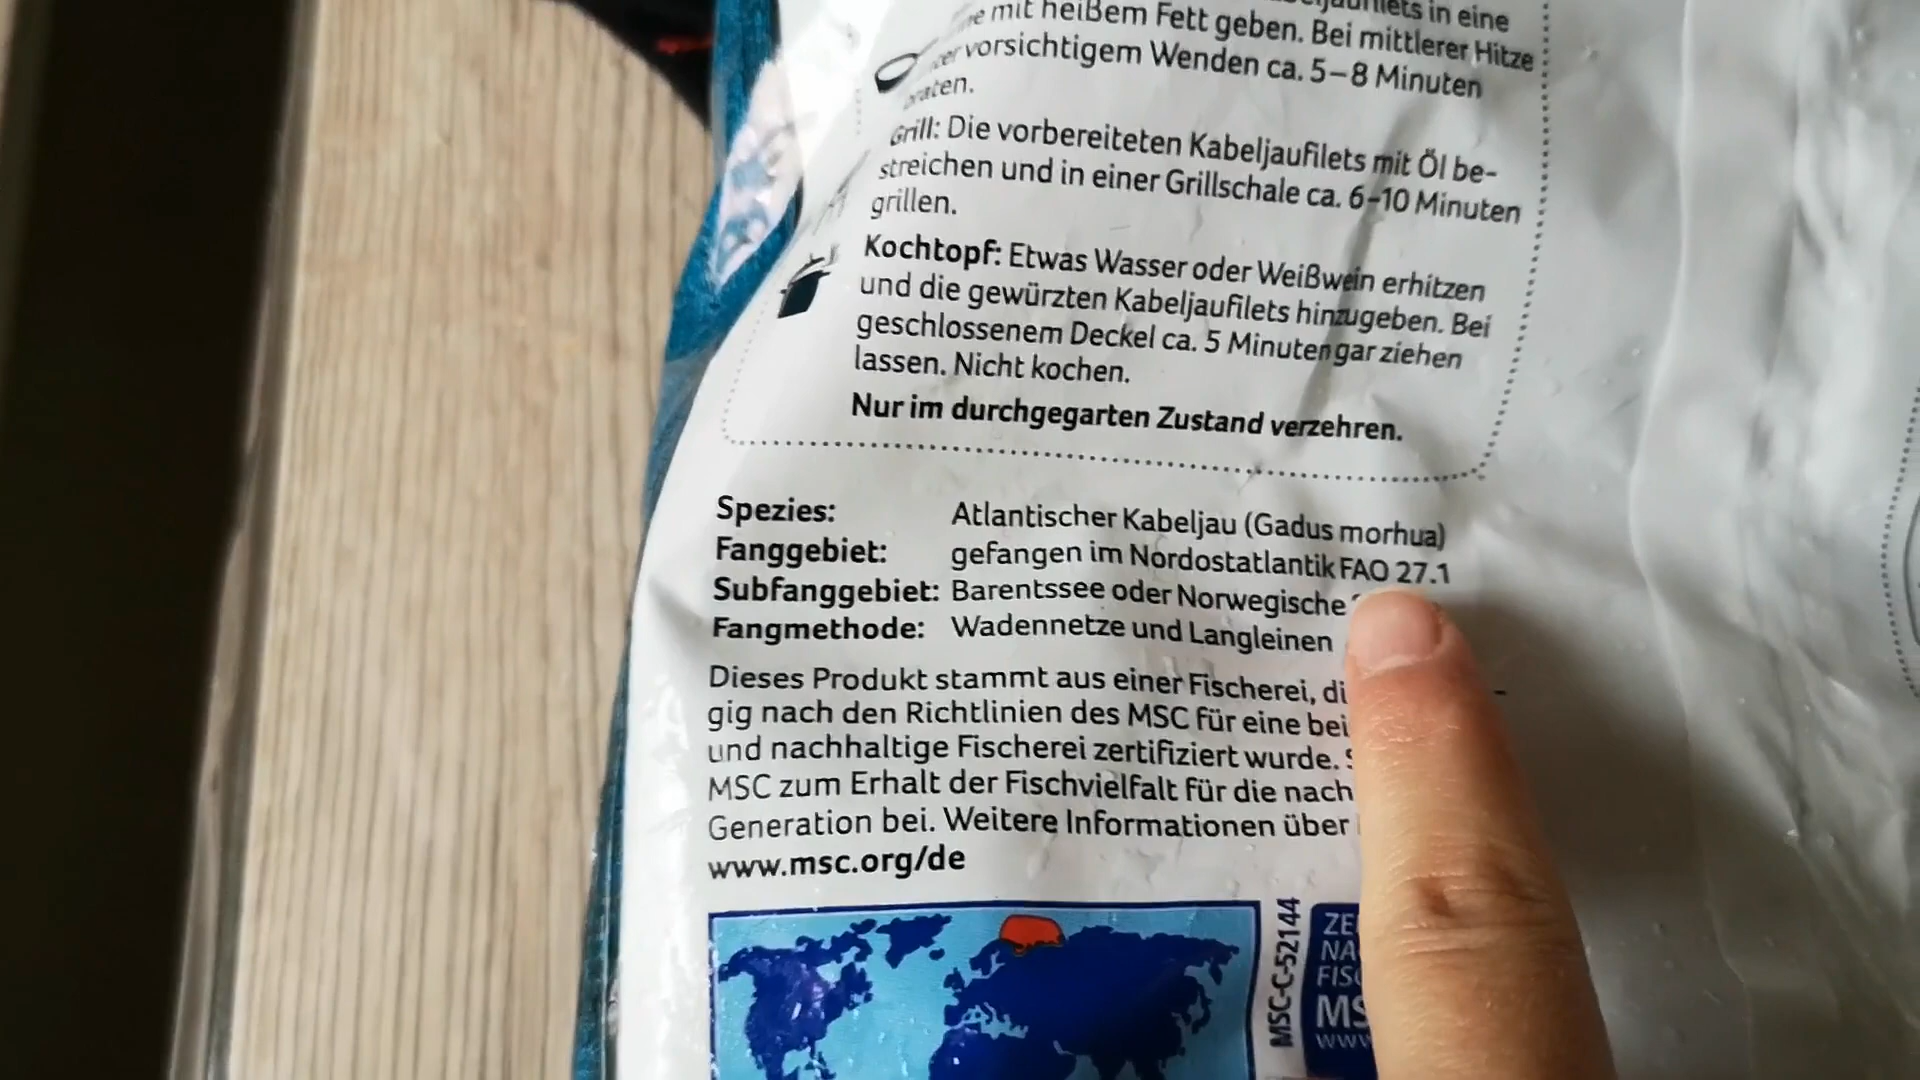 in eine
mit heißem Fett geben. Bei mittlerer Hitze
vorsichtigem Wenden ca. 5–8 Minuten
Grill: Die vorbereiteten Kabeljaufilets mit Öl be-
streichen und in einer Grillschale ca. 6-10 Minuten
grillen.
Kochtopf: Etwas Wasser oder Weißwein erhitzen
und die gewürzten Kabeljaufilets hinzugeben. Bei
geschlossenem Deckel ca. 5 Minuten gar ziehen
lassen. Nicht kochen.
Nur im durchgegarten Zustand verzehren.
Spezies: Atlantischer Kabeljau (Gadus morhua)
Fanggebiet: gefangen im Nordostatlantik FAO 27.1
Subfanggebiet: Barentssee oder Norwegische
Fangmethode: Wadennetze und Langleinen
Dieses Produkt stammt aus einer Fischerei, di
gig nach den Richtlinien des MSC für eine
und nachhaltige Fischerei zertifiziert wurde.
MSC zum Erhalt der Fischvielfalt für die nach
Generation bei. Weitere Informationen über
www.msc.org/de
MSC-C-52144